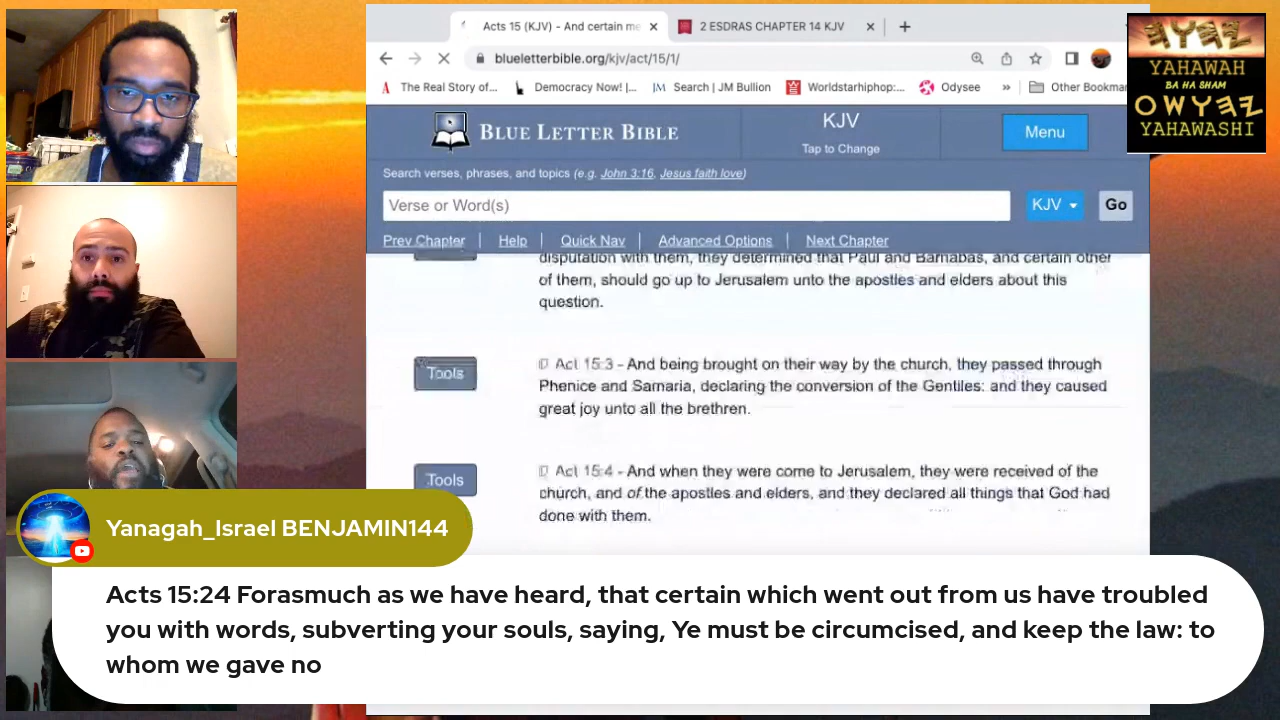 Acts 15 (KJV) - And certain me
2 ESDRAS CHAPTER 14 KJV
blueletterbible.org/kjv/act/15/1/
The Real Story of...
Democracy Now! |...
Search | JM Bullion
Worldstarhiphop:...
Odysee
Other Bookmar
BLUE LETTER BIBLE
KJV
Tap to Change
Menu
Search verses, phrases, and topics (e.g. John 3:16, Jesus faith love)
Verse or Word(s)
KJV
Go
Prev Chapter | Help | Quick Nav | Advanced Options | Next Chapter
disputation with them, they determined that Paul and Barnabas, and certain other
of them, should go up to Jerusalem unto the apostles and elders about this
question.
Tools
Act 15:3 - And being brought on their way by the church, they passed through
Phenice and Samaria, declaring the conversion of the Gentiles: and they caused
great joy unto all the brethren.
Tools
Act 15:4 - And when they were come to Jerusalem, they were received of the
church, and of the apostles and elders, and they declared all things that God had
done with them.
YAHAWAH
BA HA SHAM
YAHAWASHI
Yanagah_Israel BENJAMIN144
Acts 15:24 Forasmuch as we have heard, that certain which went out from us have troubled
you with words, subverting your souls, saying, Ye must be circumcised, and keep the law: to
whom we gave no